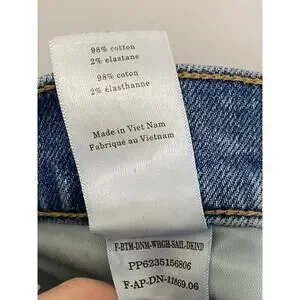 98% cotton
2% elastane
98% coton
2% élasthanne
Made in Viet Nam
Fabriqué au Vietnam
F-BTM-DNM-WHGH-SAIL-DKIND
PP6235156806
F-AP-DN-11869.06